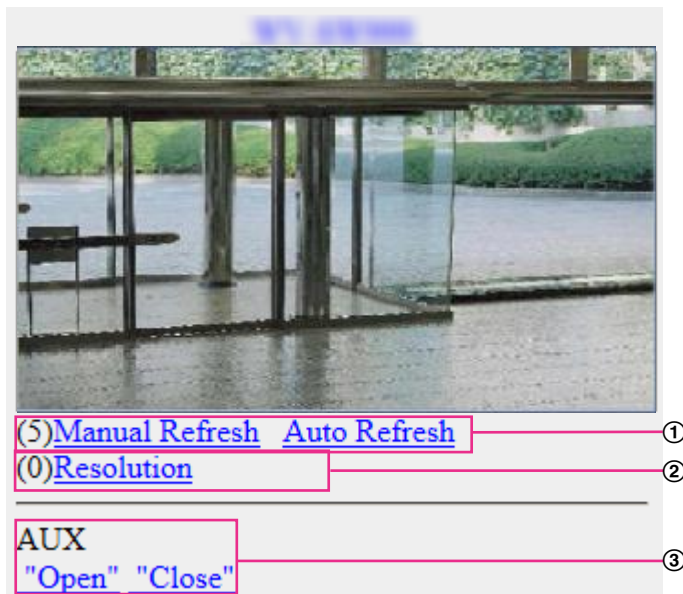 (5)Manual Refresh Auto Refresh
①
(0)Resolution
②
AUX
"Open" "Close"
③